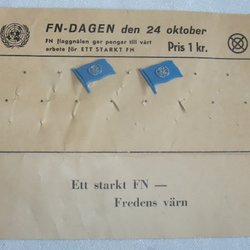 FN-DAGEN den 24 oktober
FN flaggnålen ger pengar till vårt
arbete för ETT STARKT FN
Pris 1 kr.
Ett starkt FN —
Fredens värn